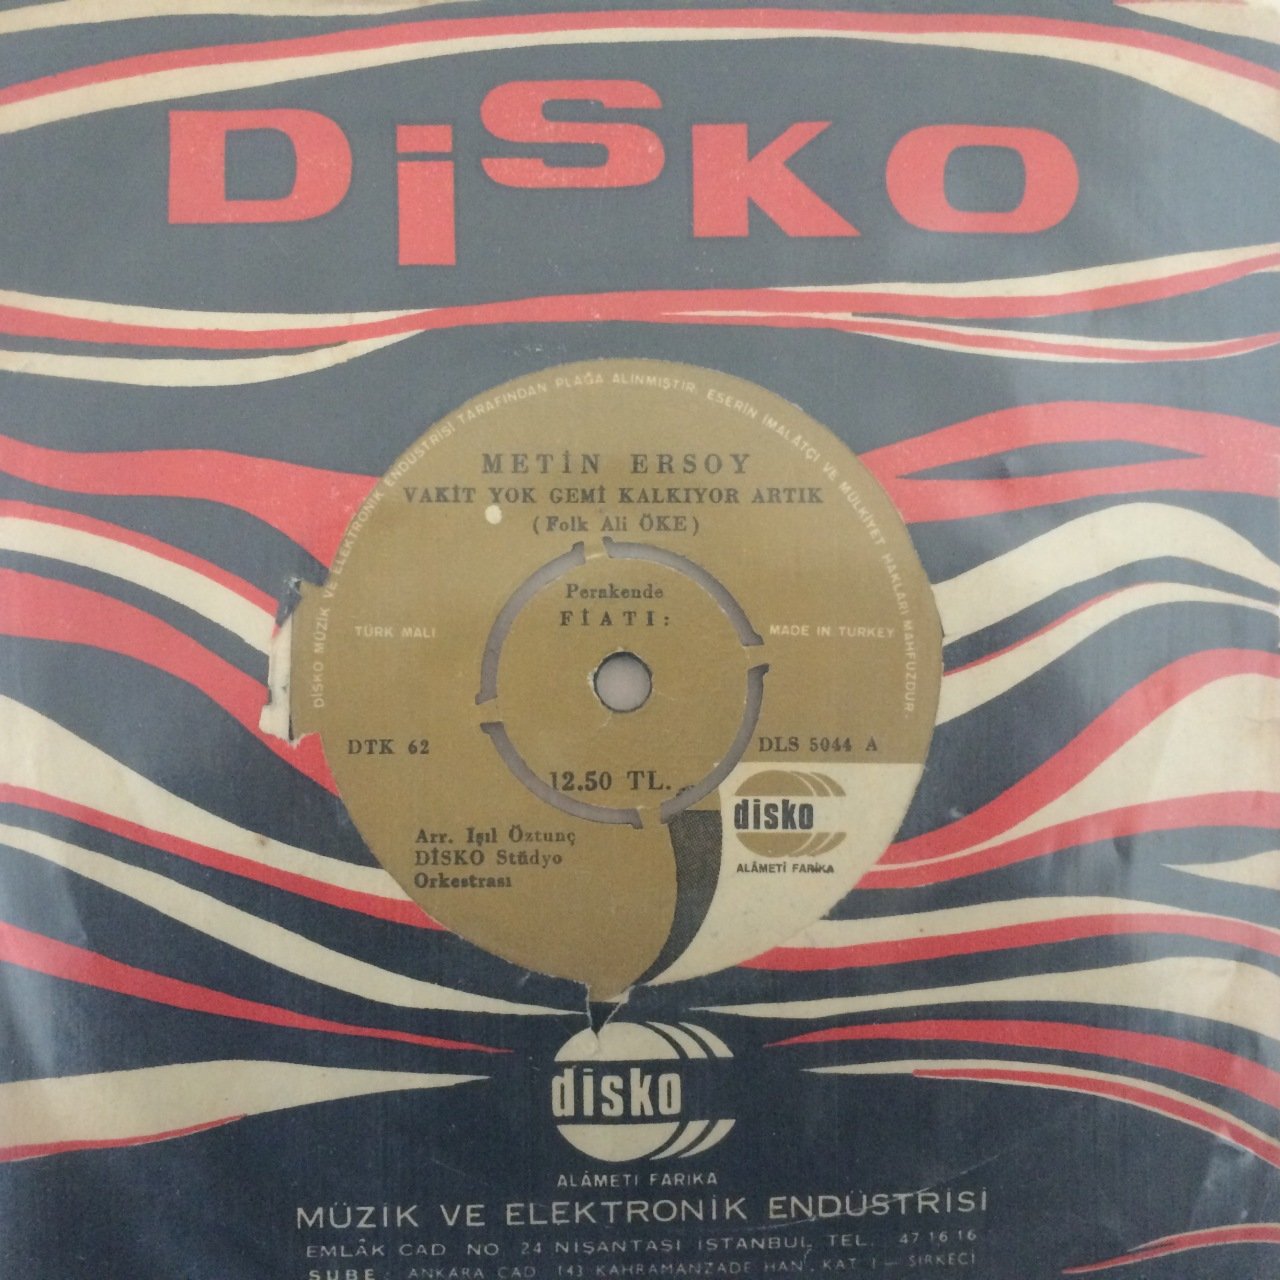 DİSKO
DİSKO MÜZİK VE ELEKTRONİK ENDÜSTRİSİ TARAFINDAN PLAĞA ALINMIŞTIR. ESERİN İMALÂTÇI VE MÜLKİYET HAKLARI MAHFUZDUR.
METİN ERSOY
VAKİT YOK GEMİ KALKIYOR ARTIK
(Folk Ali ÖKE)
Perakende
FİATI:
TÜRK MALI
MADE IN TURKEY
DTK 62
DLS 5044 A
12.50 TL.
disko
ALÂMETİ FARİKA
Arr. Işıl Öztunç
DİSKO Stüdyo
Orkestrası
disko
ALÂMETİ FARİKA
MÜZİK VE ELEKTRONİK ENDÜSTRİSİ
EMLÂK CAD NO. 24 NİŞANTAŞI İSTANBUL, TEL. 47 16 16
ŞUBE: ANKARA CAD. 143 KAHRAMANZADE HAN. KAT 1 - SİRKECİ